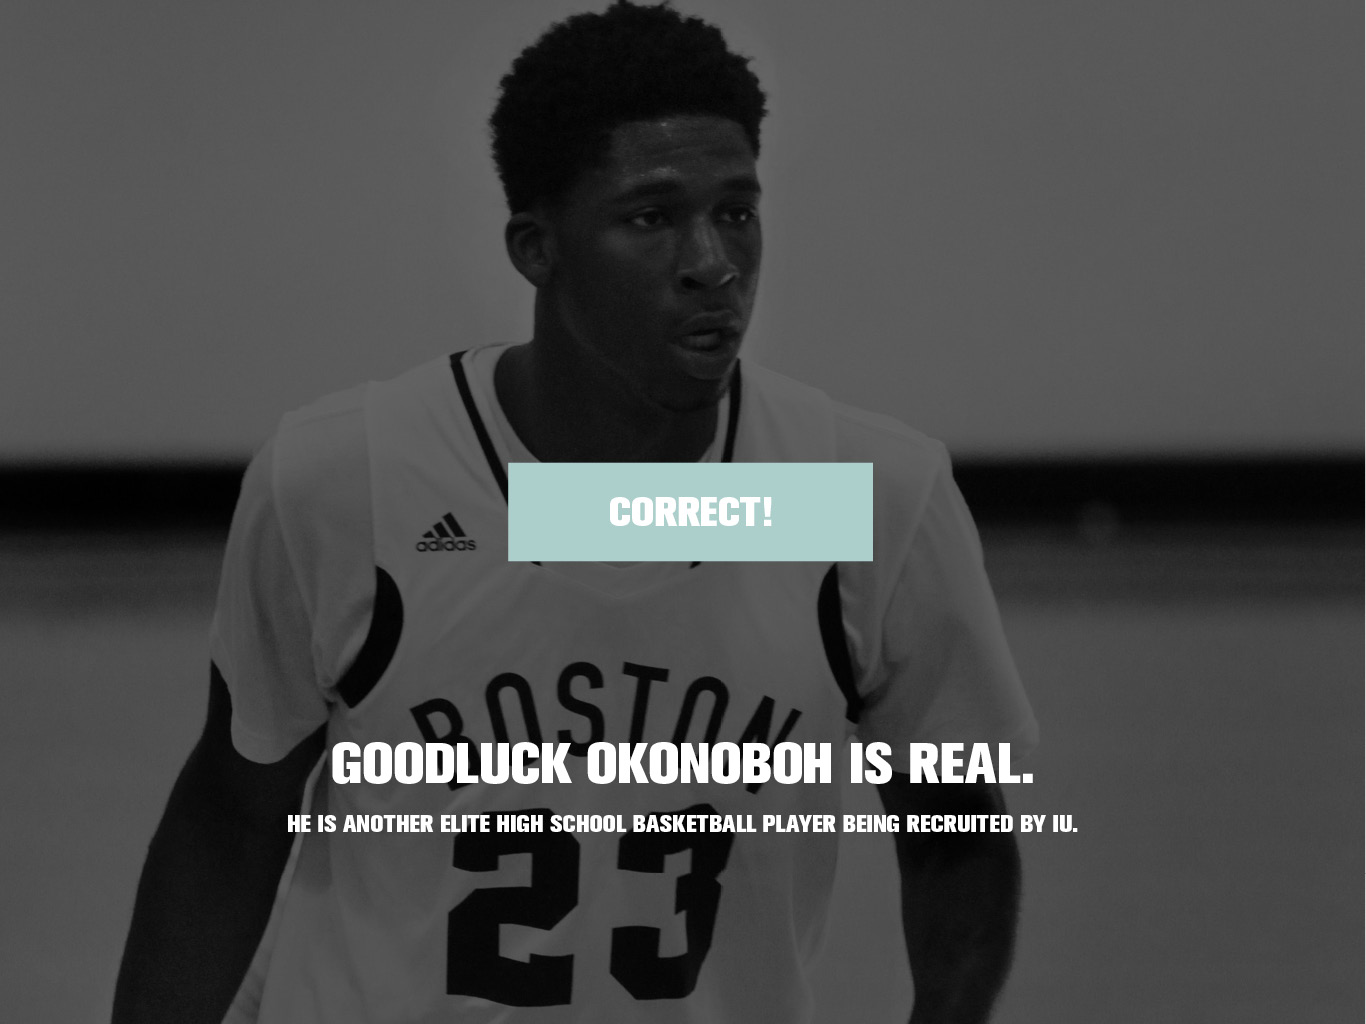 adidas
CORRECT!
BOSTON
GOODLUCK OKONOBOH IS REAL.
HE IS ANOTHER ELITE HIGH SCHOOL BASKETBALL PLAYER BEING RECRUITED BY IU.
23